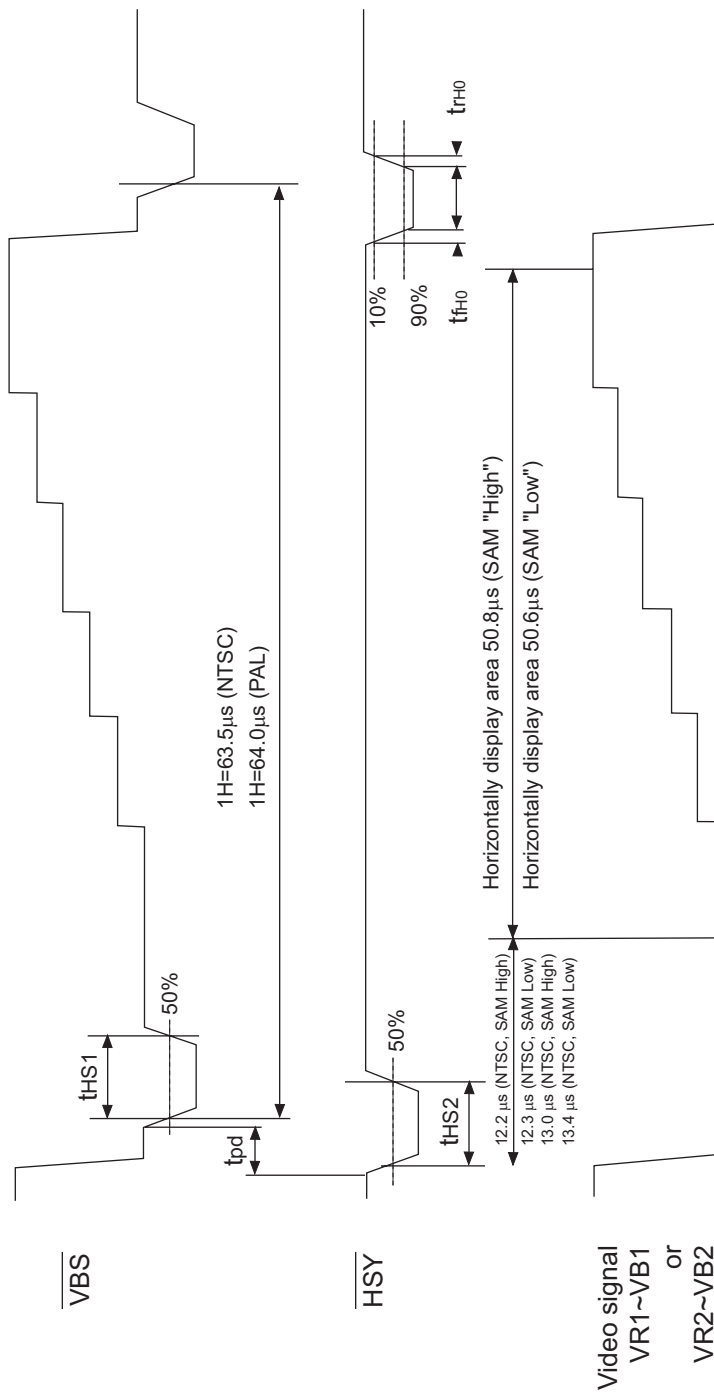 VBS
tpd
tHS1
50%
1H=63.5µs (NTSC)
1H=64.0µs (PAL)
HSY
tHS2
50%
10%
90%
tfH0
trH0
12.2 µs (NTSC, SAM High)
12.3 µs (NTSC, SAM Low)
13.0 µs (NTSC, SAM High)
13.4 µs (NTSC, SAM Low)
Horizontally display area 50.8µs (SAM "High")
Horizontally display area 50.6µs (SAM "Low")
Video signal
VR1~VB1
or
VR2~VB2